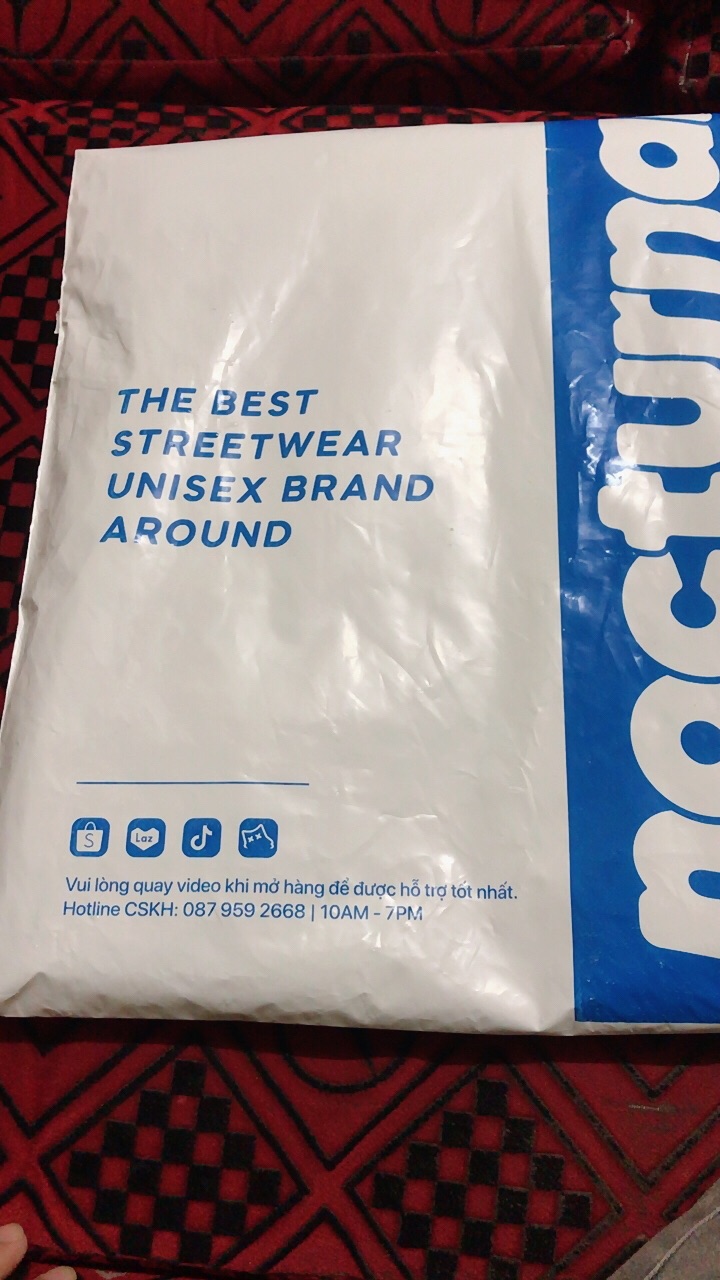 THE BEST
STREETWEAR
UNISEX BRAND
AROUND
S
Laz
Vui lòng quay video khi mở hàng để được hỗ trợ tốt nhất.
Hotline CSKH: 087 959 2668 | 10AM - 7PM
nocturna